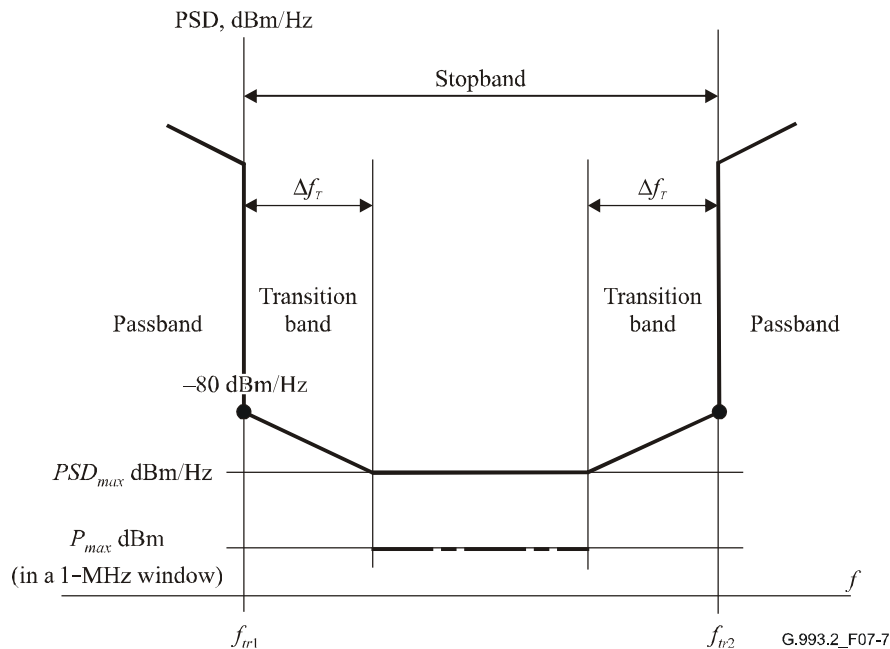 PSD, dBm/Hz
Stopband
Δf_T
Δf_T
Transition
band
Transition
band
Passband
Passband
–80 dBm/Hz
PSD_max dBm/Hz
P_max dBm
(in a 1-MHz window)
f
f_tr1
f_tr2
G.993.2_F07-7